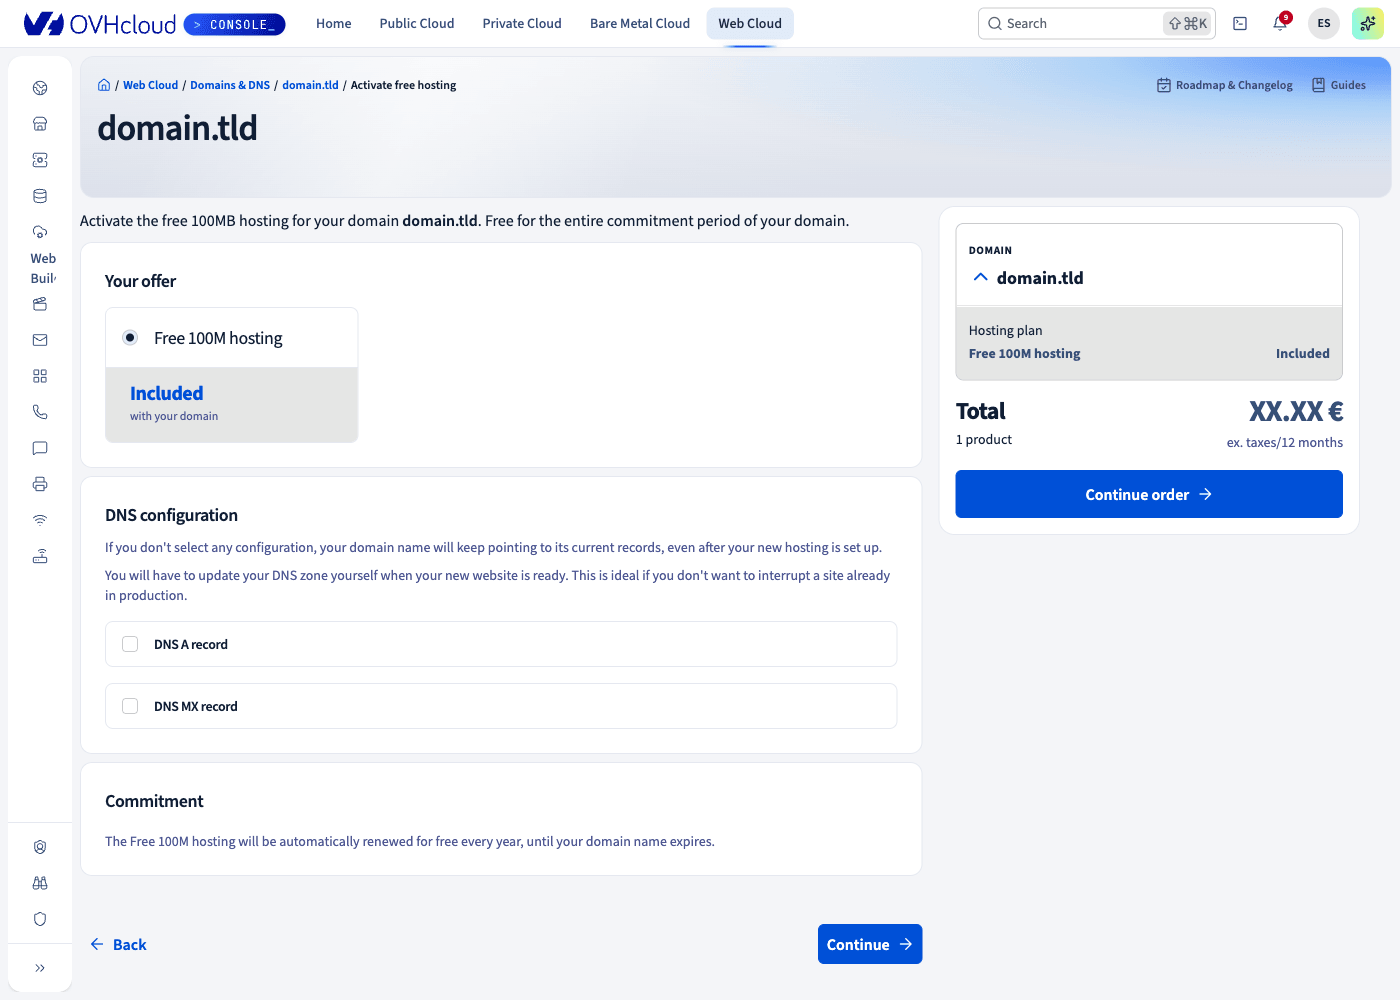 OVHcloud > CONSOLE_ Home Public Cloud Private Cloud Bare Metal Cloud Web Cloud Search ⇧⌘K 9 ES
/ Web Cloud / Domains & DNS / domain.tld / Activate free hosting Roadmap & Changelog Guides
domain.tld
Web
Buil
Activate the free 100MB hosting for your domain domain.tld. Free for the entire commitment period of your domain.
Your offer
Free 100M hosting
Included
with your domain
DNS configuration
If you don't select any configuration, your domain name will keep pointing to its current records, even after your new hosting is set up.
You will have to update your DNS zone yourself when your new website is ready. This is ideal if you don't want to interrupt a site already
in production.
DNS A record
DNS MX record
Commitment
The Free 100M hosting will be automatically renewed for free every year, until your domain name expires.
Back Continue
DOMAIN
domain.tld
Hosting plan
Free 100M hosting Included
Total XX.XX €
1 product ex. taxes/12 months
Continue order